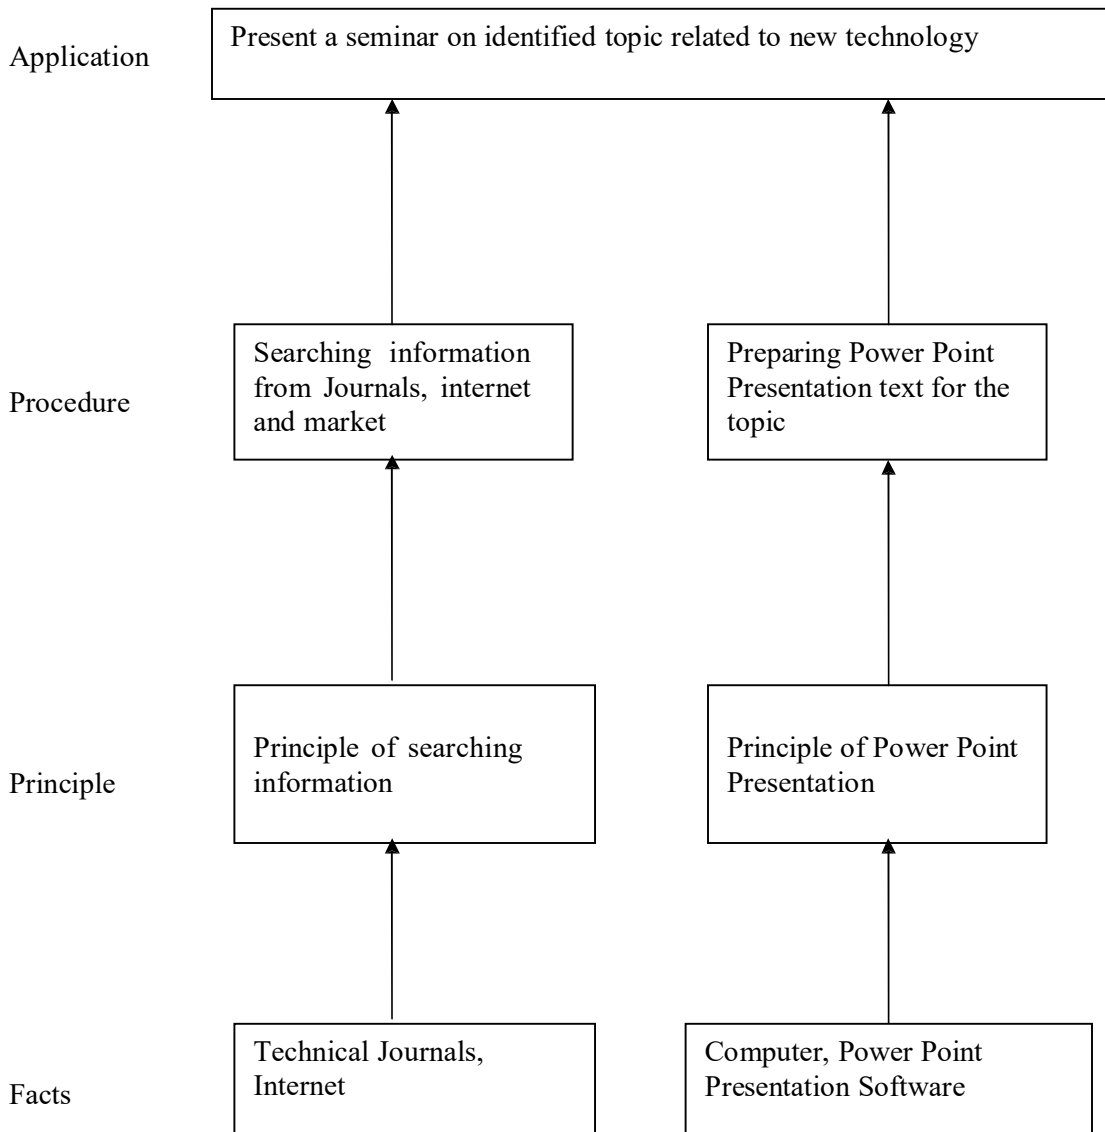 Application
Present a seminar on identified topic related to new technology
Procedure
Searching information
from Journals, internet
and market
Preparing Power Point
Presentation text for the
topic
Principle
Principle of searching
information
Principle of Power Point
Presentation
Facts
Technical Journals,
Internet
Computer, Power Point
Presentation Software